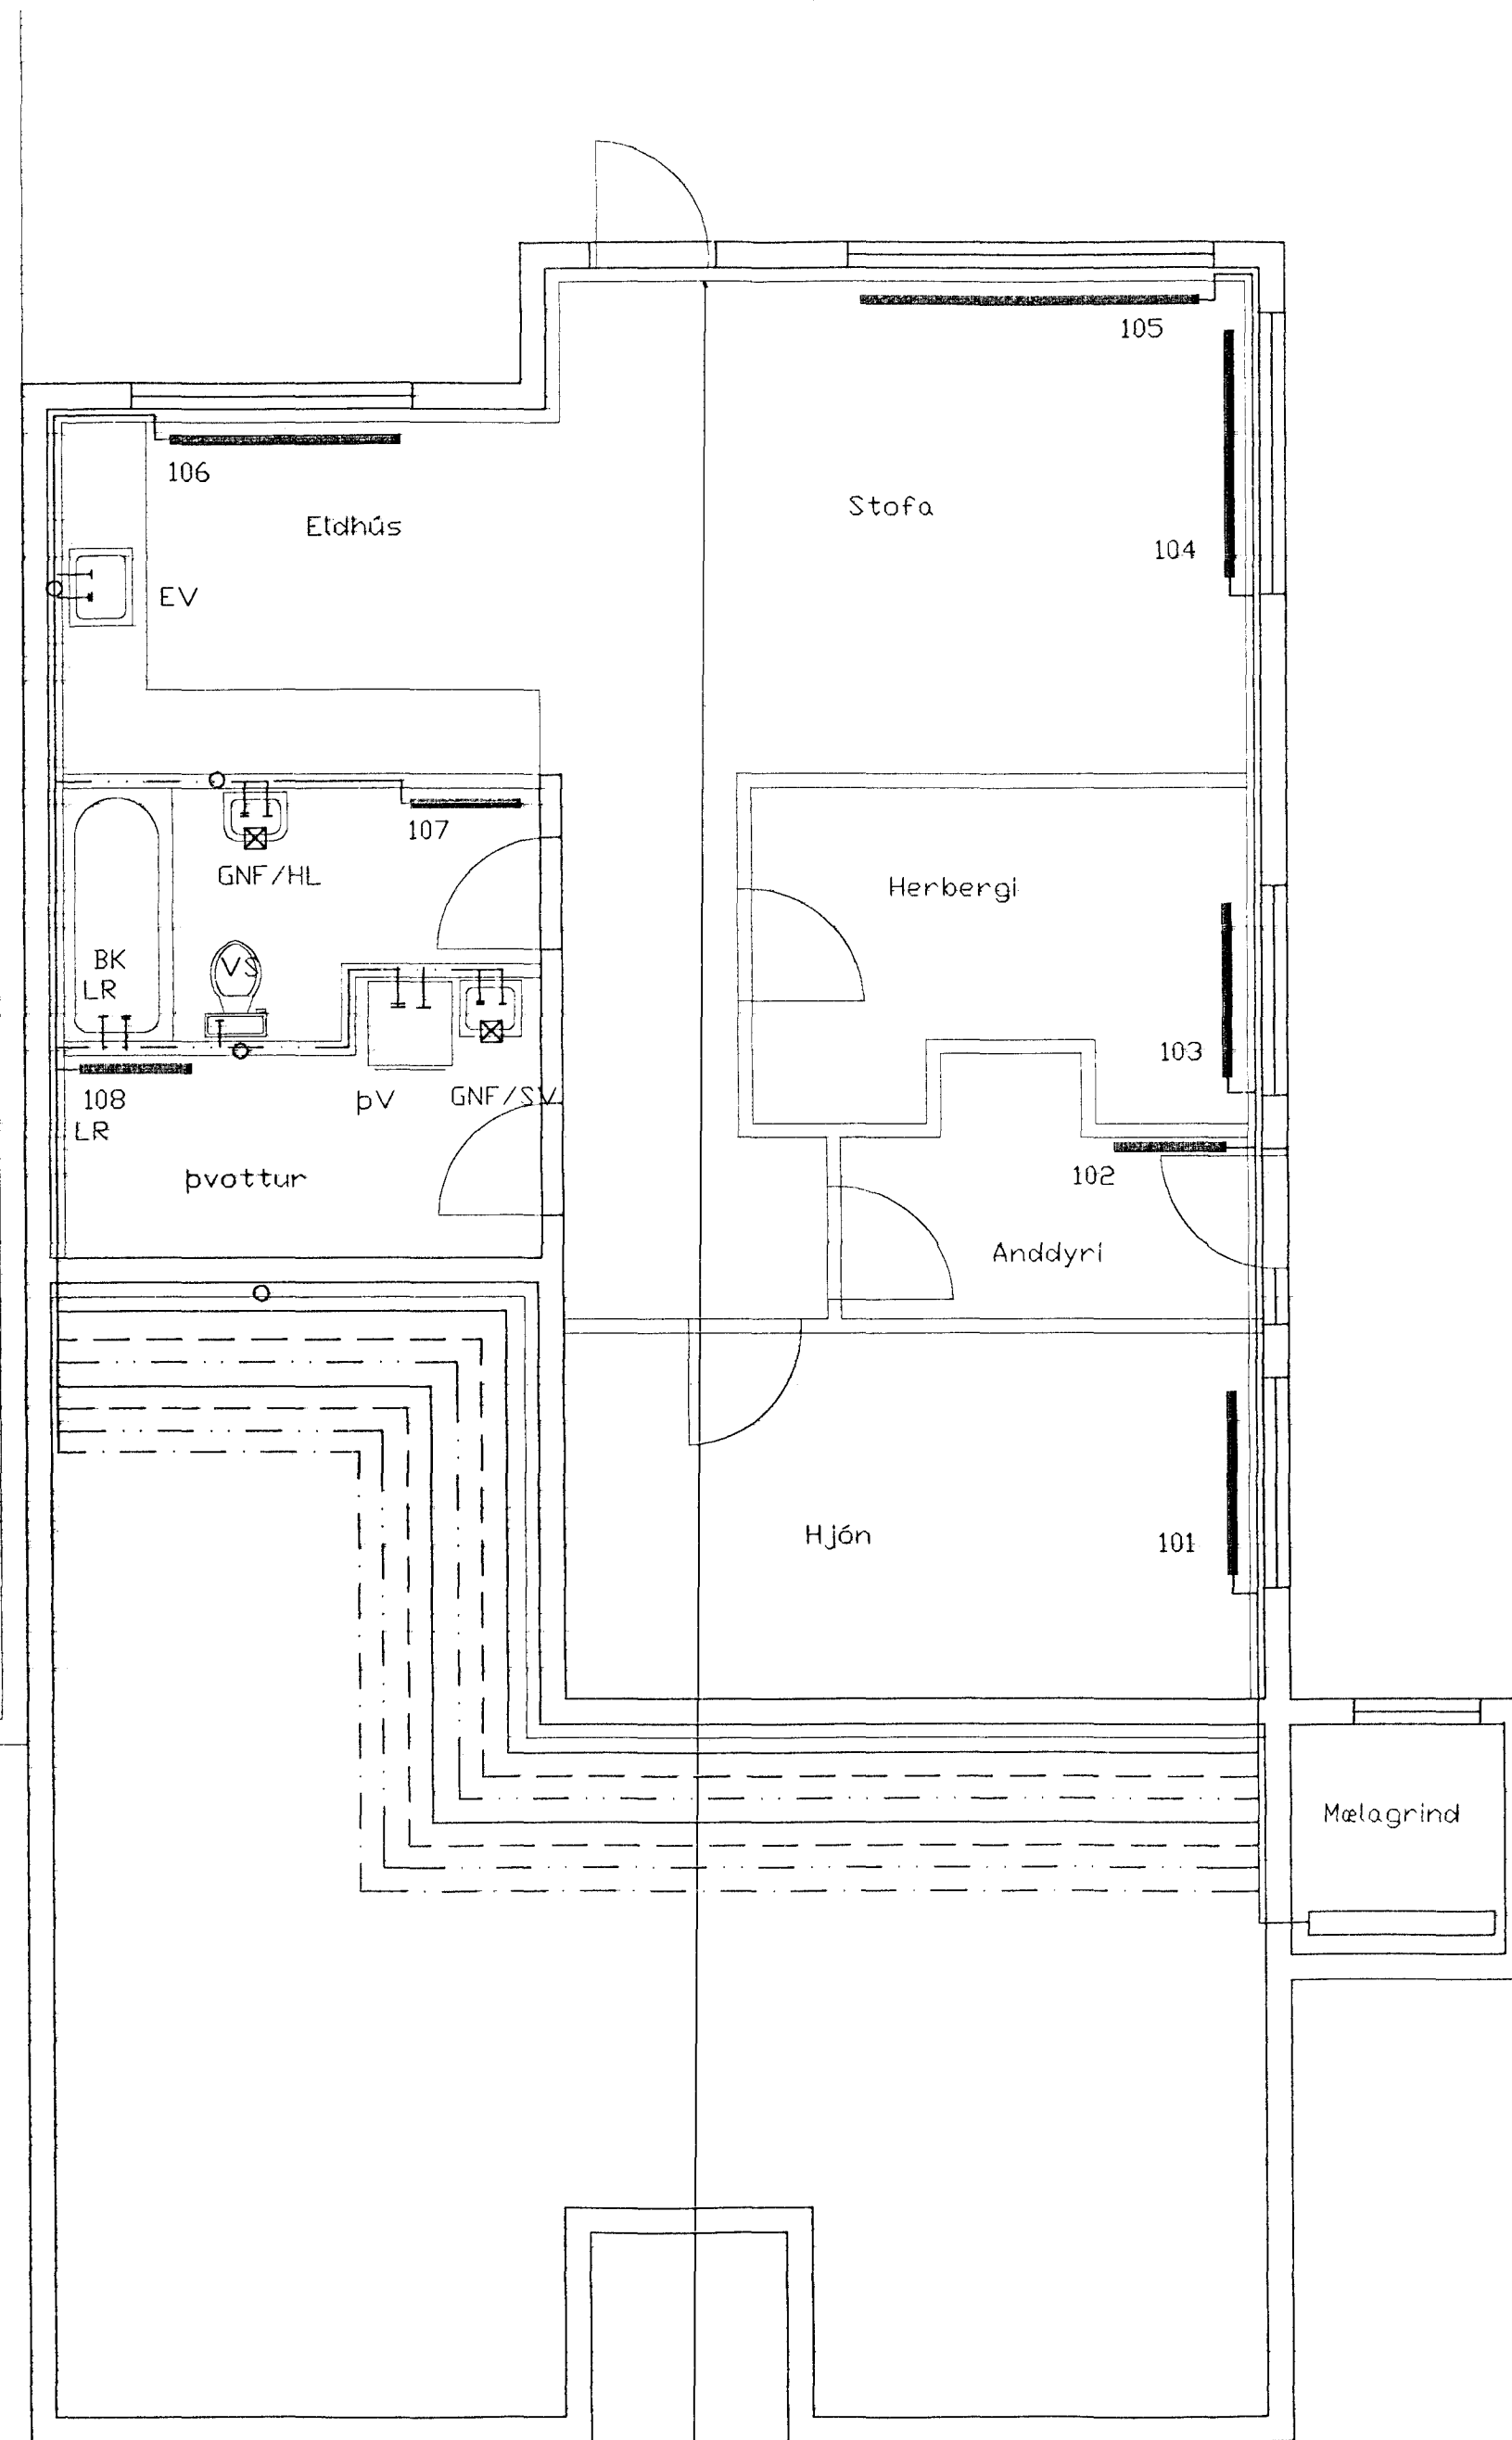 105
106
Stofa
Eldhús
104
EV
107
GNF/HL
Herbergi
BK
VS
LR
103
108
ÞV
GNF/SV
LR
102
Þvottur
Anddyri
Hjón
101
Mælagrind